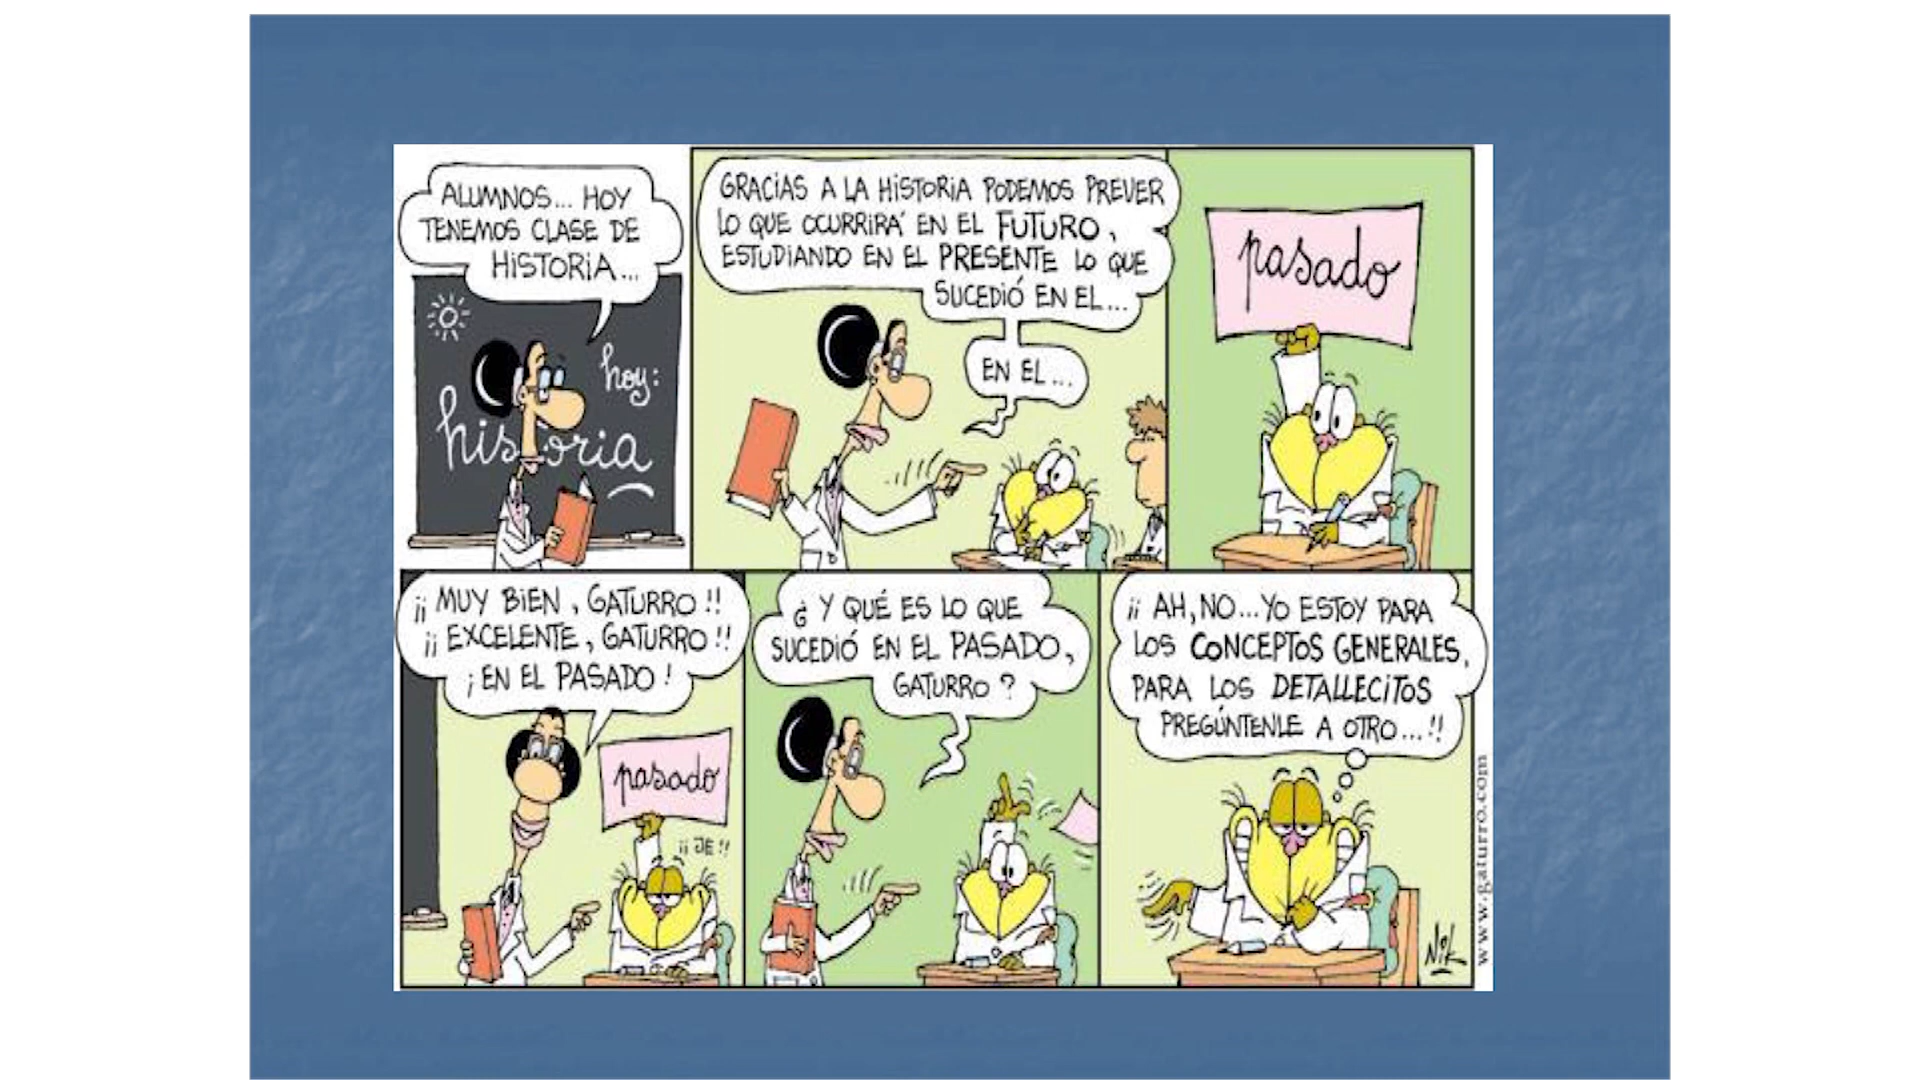 ALUMNOS... HOY
TENEMOS CLASE DE
HISTORIA...
hoy:
historia
GRACIAS A LA HISTORIA PODEMOS PREVER
LO QUE OCURRIRÁ EN EL FUTURO,
ESTUDIANDO EN EL PRESENTE LO QUE
SUCEDIÓ EN EL...
EN EL...
pasado
¡¡ MUY BIEN, GATURRO !!
¡¡ EXCELENTE, GATURRO !!
¡ EN EL PASADO !
pasado
¡¡ JE !!
¿ Y QUÉ ES LO QUE
SUCEDIÓ EN EL PASADO,
GATURRO ?
¡¡ AH, NO... YO ESTOY PARA
LOS CONCEPTOS GENERALES,
PARA LOS DETALLECITOS
PREGÚNTENLE A OTRO...!!
NIK
www.gaturro.com